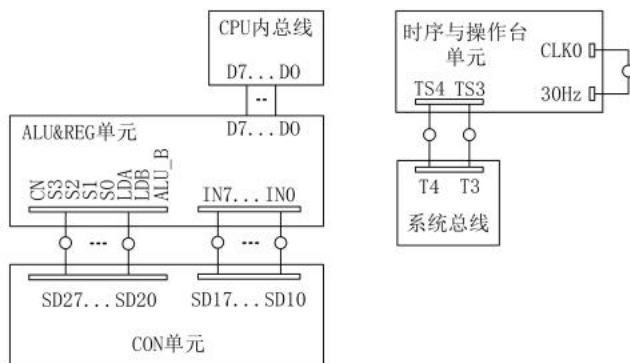 CPU内总线
D7...D0
D7...D0
ALU&REG单元
CN
S3
S2
S1
S0
LDA
LDB
ALU_B
IN7...IN0
SD27...SD20
SD17...SD10
CON单元
时序与操作台
单元
CLK0
30Hz
TS4 TS3
T4 T3
系统总线